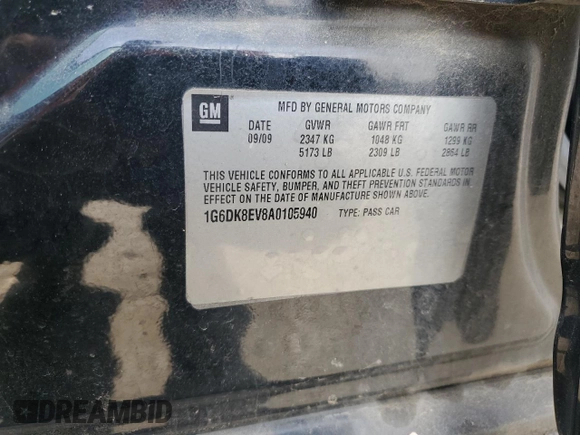 GM
MFD BY GENERAL MOTORS COMPANY
DATE GVWR GAWR FRT GAWR RR
09/09 2347 KG 1048 KG 1299 KG
5173 LB 2309 LB 2864 LB
THIS VEHICLE CONFORMS TO ALL APPLICABLE U.S. FEDERAL MOTOR
VEHICLE SAFETY, BUMPER, AND THEFT PREVENTION STANDARDS IN
EFFECT ON THE DATE OF MANUFACTURE SHOWN ABOVE.
1G6DK8EV8A0105940 TYPE: PASS CAR
DREAMBID